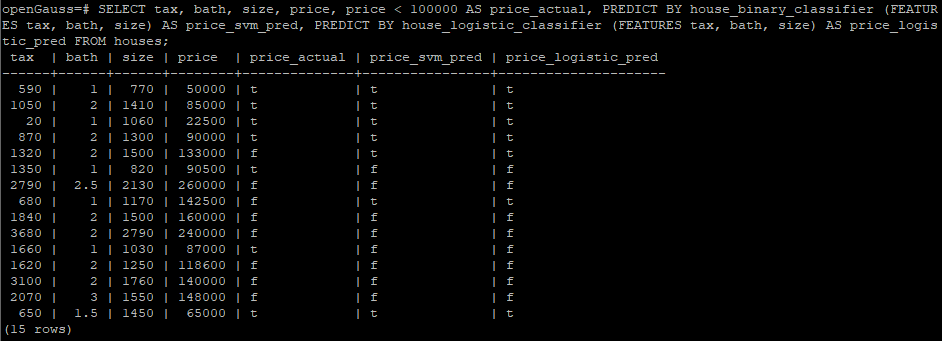 openGauss=# SELECT tax, bath, size, price, price < 100000 AS price_actual, PREDICT BY house_binary_classifier (FEATUR
ES tax, bath, size) AS price_svm_pred, PREDICT BY house_logistic_classifier (FEATURES tax, bath, size) AS price_logis
tic_pred FROM houses;
tax | bath | size | price | price_actual | price_svm_pred | price_logistic_pred
------+------+------+--------+--------------+----------------+---------------------
590 | 1 | 770 | 50000 | t | t | t
1050 | 2 | 1410 | 85000 | t | t | t
20 | 1 | 1060 | 22500 | t | t | t
870 | 2 | 1300 | 90000 | t | t | t
1320 | 2 | 1500 | 133000 | f | t | t
1350 | 1 | 820 | 90500 | t | f | f
2790 | 2.5 | 2130 | 260000 | f | f | f
680 | 1 | 1170 | 142500 | f | t | t
1840 | 2 | 1500 | 160000 | f | f | f
3680 | 2 | 2790 | 240000 | f | f | f
1660 | 1 | 1030 | 87000 | t | f | f
1620 | 2 | 1250 | 118600 | f | f | f
3100 | 2 | 1760 | 140000 | f | f | f
2070 | 3 | 1550 | 148000 | f | f | f
650 | 1.5 | 1450 | 65000 | t | t | t
(15 rows)